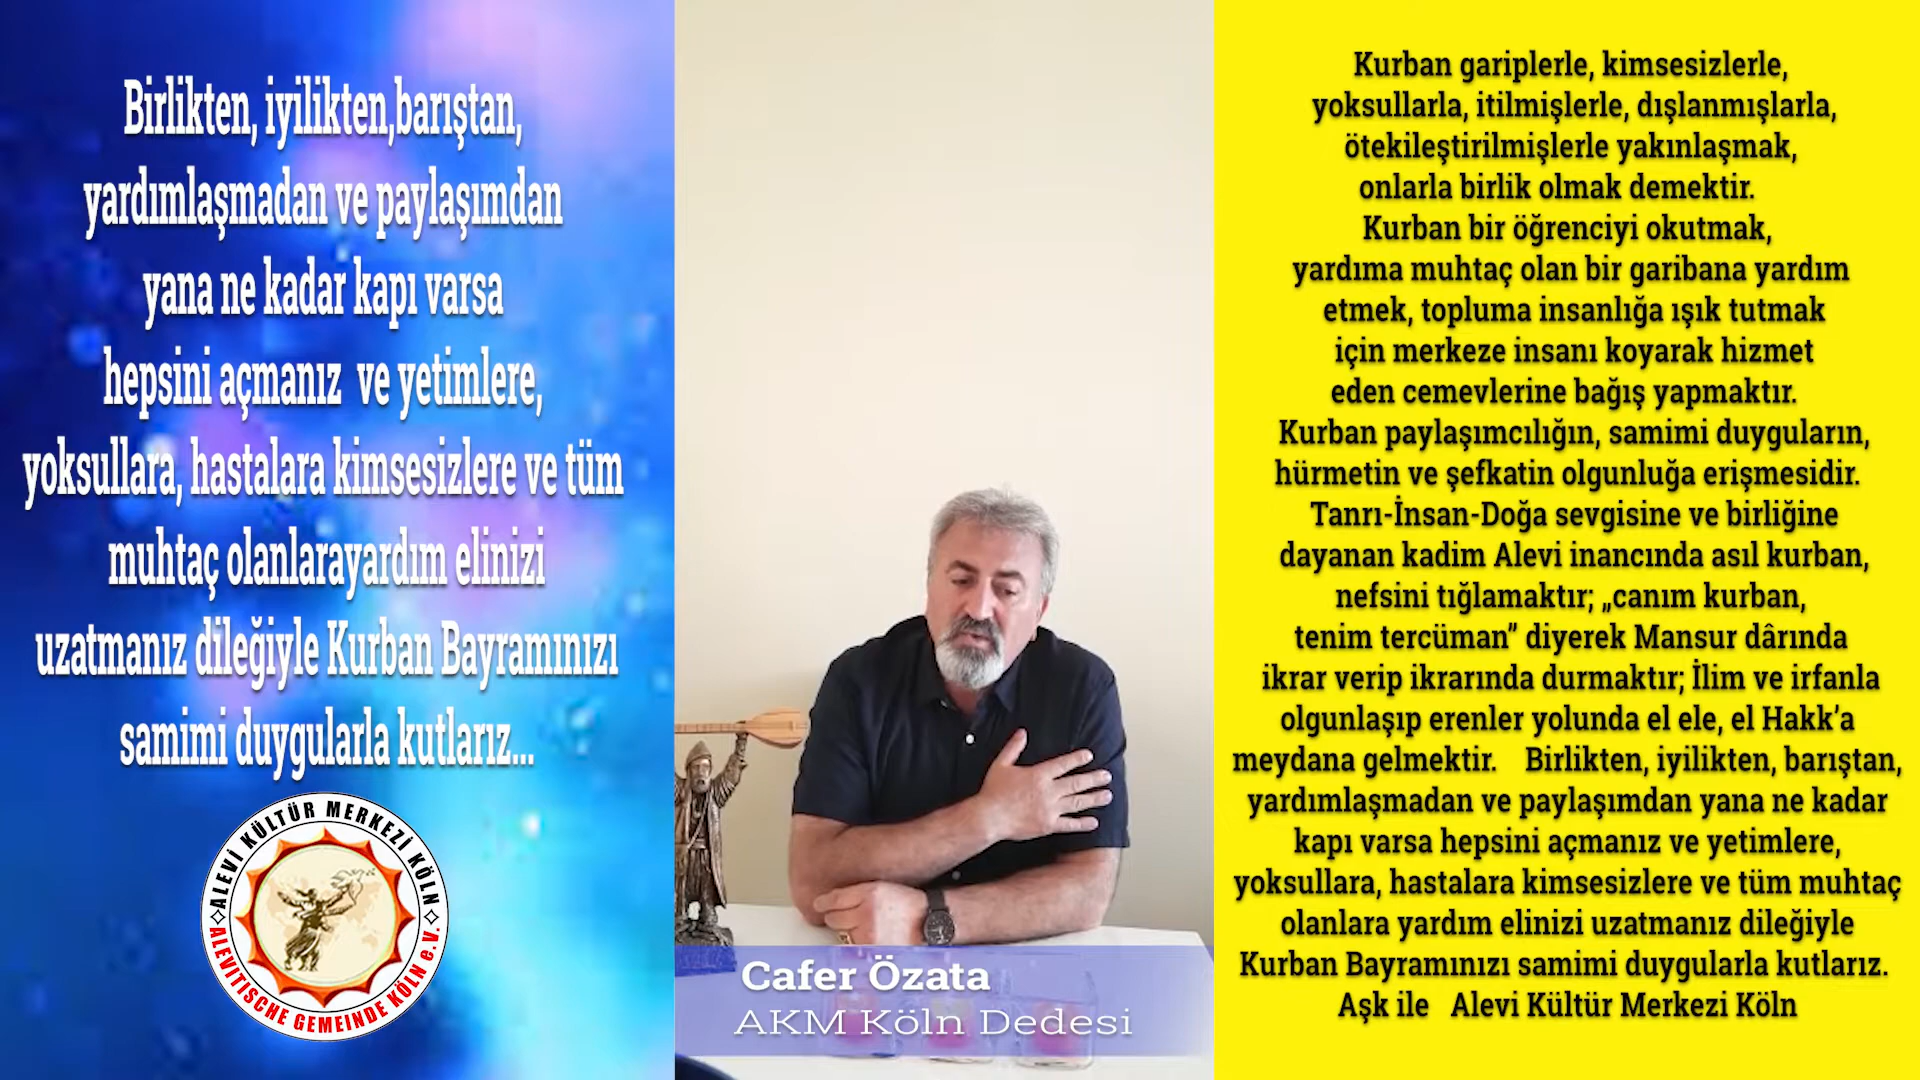 Birlikten, iyilikten,barıştan,
yardımlaşmadan ve paylaşımdan
yana ne kadar kapı varsa
hepsini açmanız ve yetimlere,
yoksullara, hastalara kimsesizlere ve tüm
muhtaç olanlarayardım elinizi
uzatmanız dileğiyle Kurban Bayramınızı
samimi duygularla kutlarız...
ALEVİ KÜLTÜR MERKEZİ KÖLN
ALEVITISCHE GEMEINDE KÖLN e.V.
Cafer Özata
AKM Köln Dedesi
Kurban gariplerle, kimsesizlerle,
yoksullarla, itilmişlerle, dışlanmışlarla,
ötekileştirilmişlerle yakınlaşmak,
onlarla birlik olmak demektir.
Kurban bir öğrenciyi okutmak,
yardıma muhtaç olan bir garibana yardım
etmek, topluma insanlığa ışık tutmak
için merkeze insanı koyarak hizmet
eden cemevlerine bağış yapmaktır.
Kurban paylaşımcılığın, samimi duyguların,
hürmetin ve şefkatin olgunluğa erişmesidir.
Tanrı-İnsan-Doğa sevgisine ve birliğine
dayanan kadim Alevi inancında asıl kurban,
nefsini tığlamaktır; „canım kurban,
tenim tercüman” diyerek Mansur dârında
ikrar verip ikrarında durmaktır; İlim ve irfanla
olgunlaşıp erenler yolunda el ele, el Hakk’a
meydana gelmektir. Birlikten, iyilikten, barıştan,
yardımlaşmadan ve paylaşımdan yana ne kadar
kapı varsa hepsini açmanız ve yetimlere,
yoksullara, hastalara kimsesizlere ve tüm muhtaç
olanlara yardım elinizi uzatmanız dileğiyle
Kurban Bayramınızı samimi duygularla kutlarız.
Aşk ile Alevi Kültür Merkezi Köln